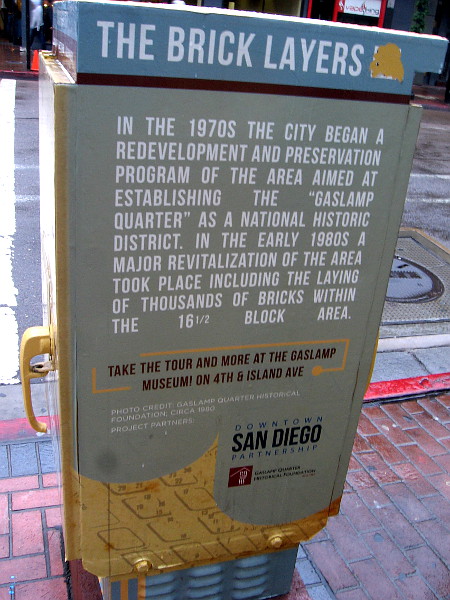 THE BRICK LAYERS
IN THE 1970S THE CITY BEGAN A
REDEVELOPMENT AND PRESERVATION
PROGRAM OF THE AREA AIMED AT
ESTABLISHING THE "GASLAMP
QUARTER" AS A NATIONAL HISTORIC
DISTRICT. IN THE EARLY 1980S A
MAJOR REVITALIZATION OF THE AREA
TOOK PLACE INCLUDING THE LAYING
OF THOUSANDS OF BRICKS WITHIN
THE 16 1/2 BLOCK AREA.
TAKE THE TOUR AND MORE AT THE GASLAMP
MUSEUM! ON 4TH & ISLAND AVE
PHOTO CREDIT: GASLAMP QUARTER HISTORICAL
FOUNDATION, CIRCA 1980
PROJECT PARTNERS:
DOWNTOWN
SAN DIEGO
PARTNERSHIP
GASLAMP QUARTER
HISTORICAL FOUNDATION